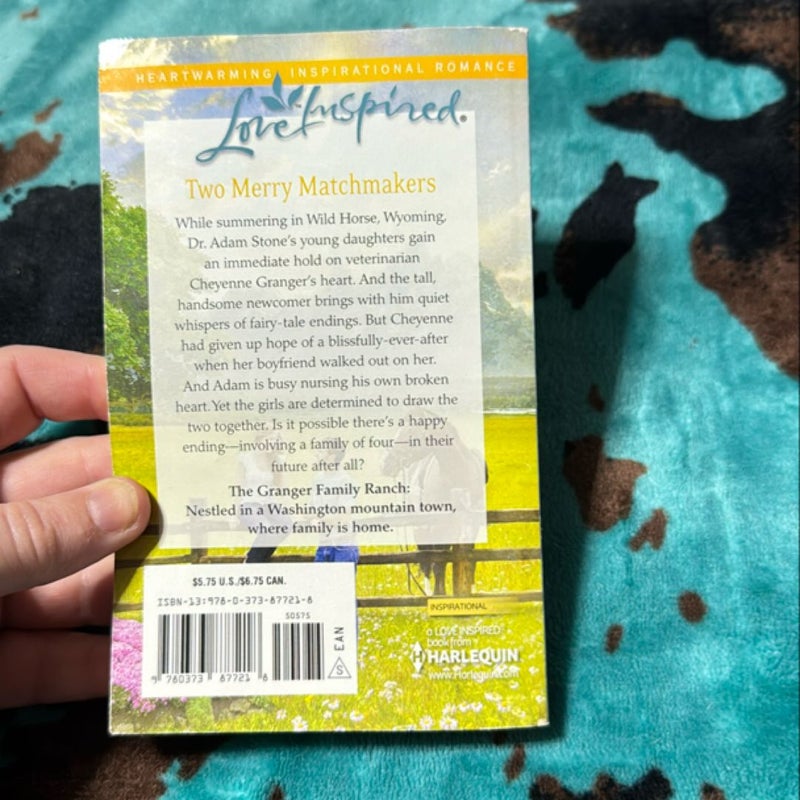 HEARTWARMING INSPIRATIONAL ROMANCE
Love Inspired®
Two Merry Matchmakers
While summering in Wild Horse, Wyoming,
Dr. Adam Stone's young daughters gain
an immediate hold on veterinarian
Cheyenne Granger's heart. And the tall,
handsome newcomer brings with him quiet
whispers of fairy-tale endings. But Cheyenne
had given up hope of a blissfully-ever-after
when her boyfriend walked out on her.
And Adam is busy nursing his own broken
heart. Yet the girls are determined to draw the
two together. Is it possible there's a happy
ending—involving a family of four—in their
future after all?
The Granger Family Ranch:
Nestled in a Washington mountain town,
where family is home.
$5.75 U.S./$6.75 CAN.
ISBN-13:978-0-373-87721-8
50575
EAN
S
9 780373 877218
INSPIRATIONAL
a LOVE INSPIRED®
book from
HARLEQUIN
www.Harlequin.com